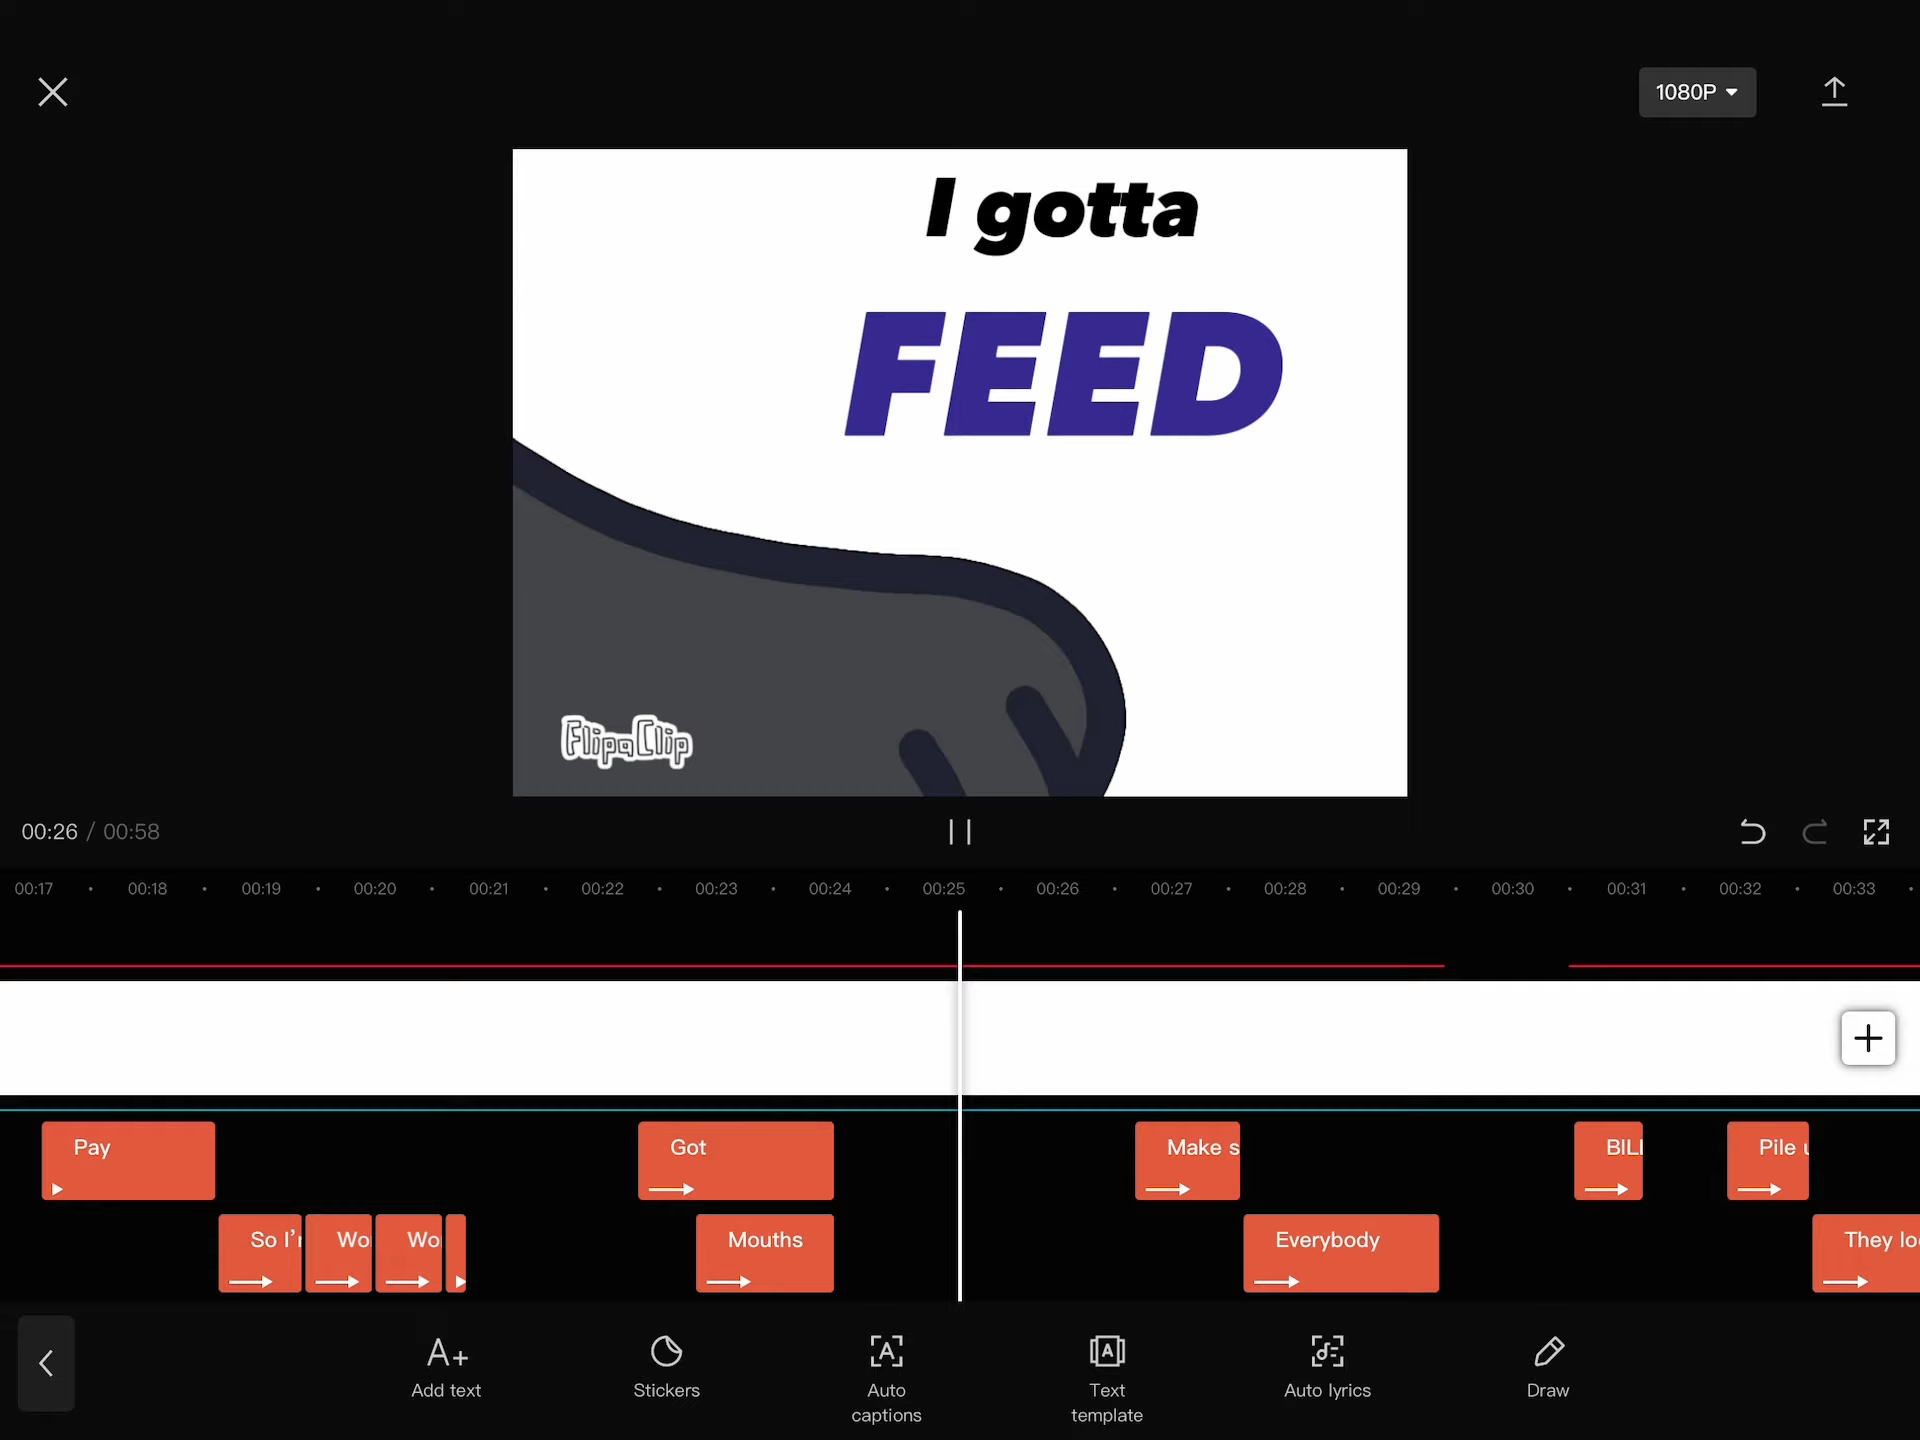 1080P
I gotta
FEED
FlipaClip
00:26 / 00:58
00:17 00:18 00:19 00:20 00:21 00:22 00:23 00:24 00:25 00:26 00:27 00:28 00:29 00:30 00:31 00:32 00:33
Pay Got Make s BILL Pile u
So I'm Wo Wo Mouths Everybody They loo
Add text
Stickers
Auto
captions
Text
template
Auto lyrics
Draw